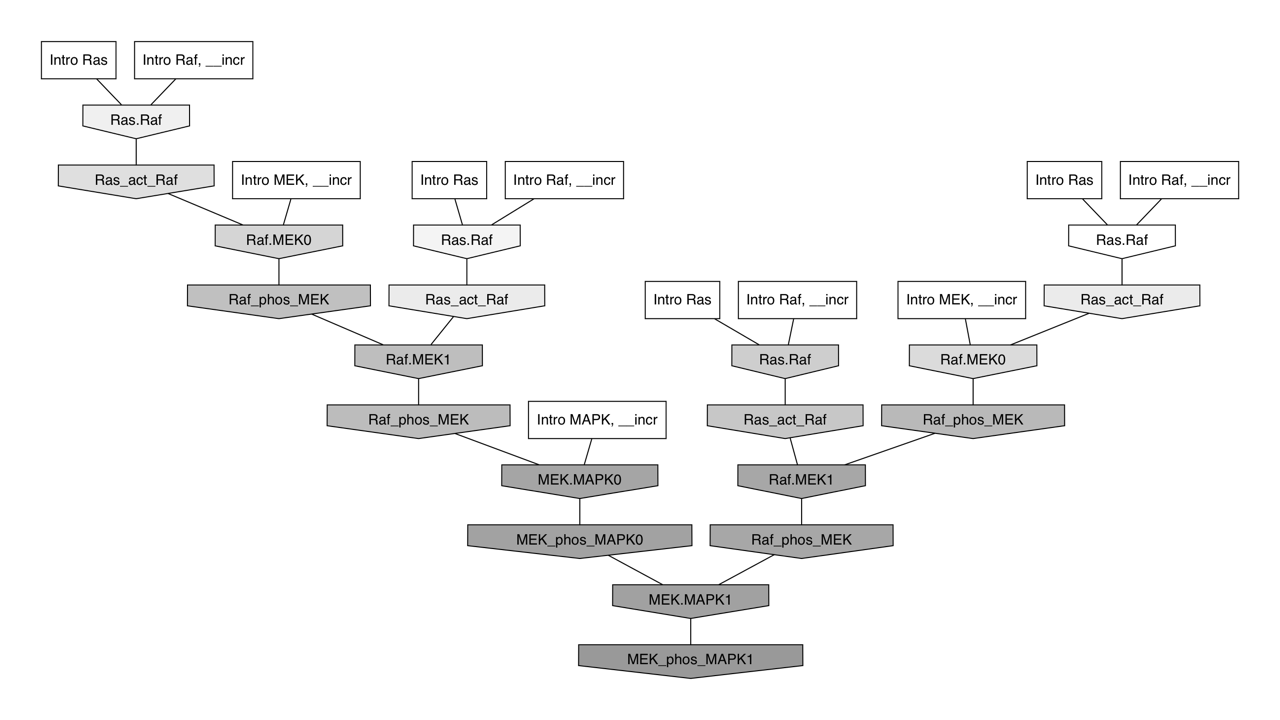 Intro Ras
Intro Raf, __incr
Ras.Raf
Ras_act_Raf
Intro MEK, __incr
Intro Ras
Intro Raf, __incr
Intro Ras
Intro Raf, __incr
Raf.MEK0
Ras.Raf
Ras.Raf
Raf_phos_MEK
Ras_act_Raf
Intro Ras
Intro Raf, __incr
Intro MEK, __incr
Ras_act_Raf
Raf.MEK1
Ras.Raf
Raf.MEK0
Raf_phos_MEK
Intro MAPK, __incr
Ras_act_Raf
Raf_phos_MEK
MEK.MAPK0
Raf.MEK1
MEK_phos_MAPK0
Raf_phos_MEK
MEK.MAPK1
MEK_phos_MAPK1